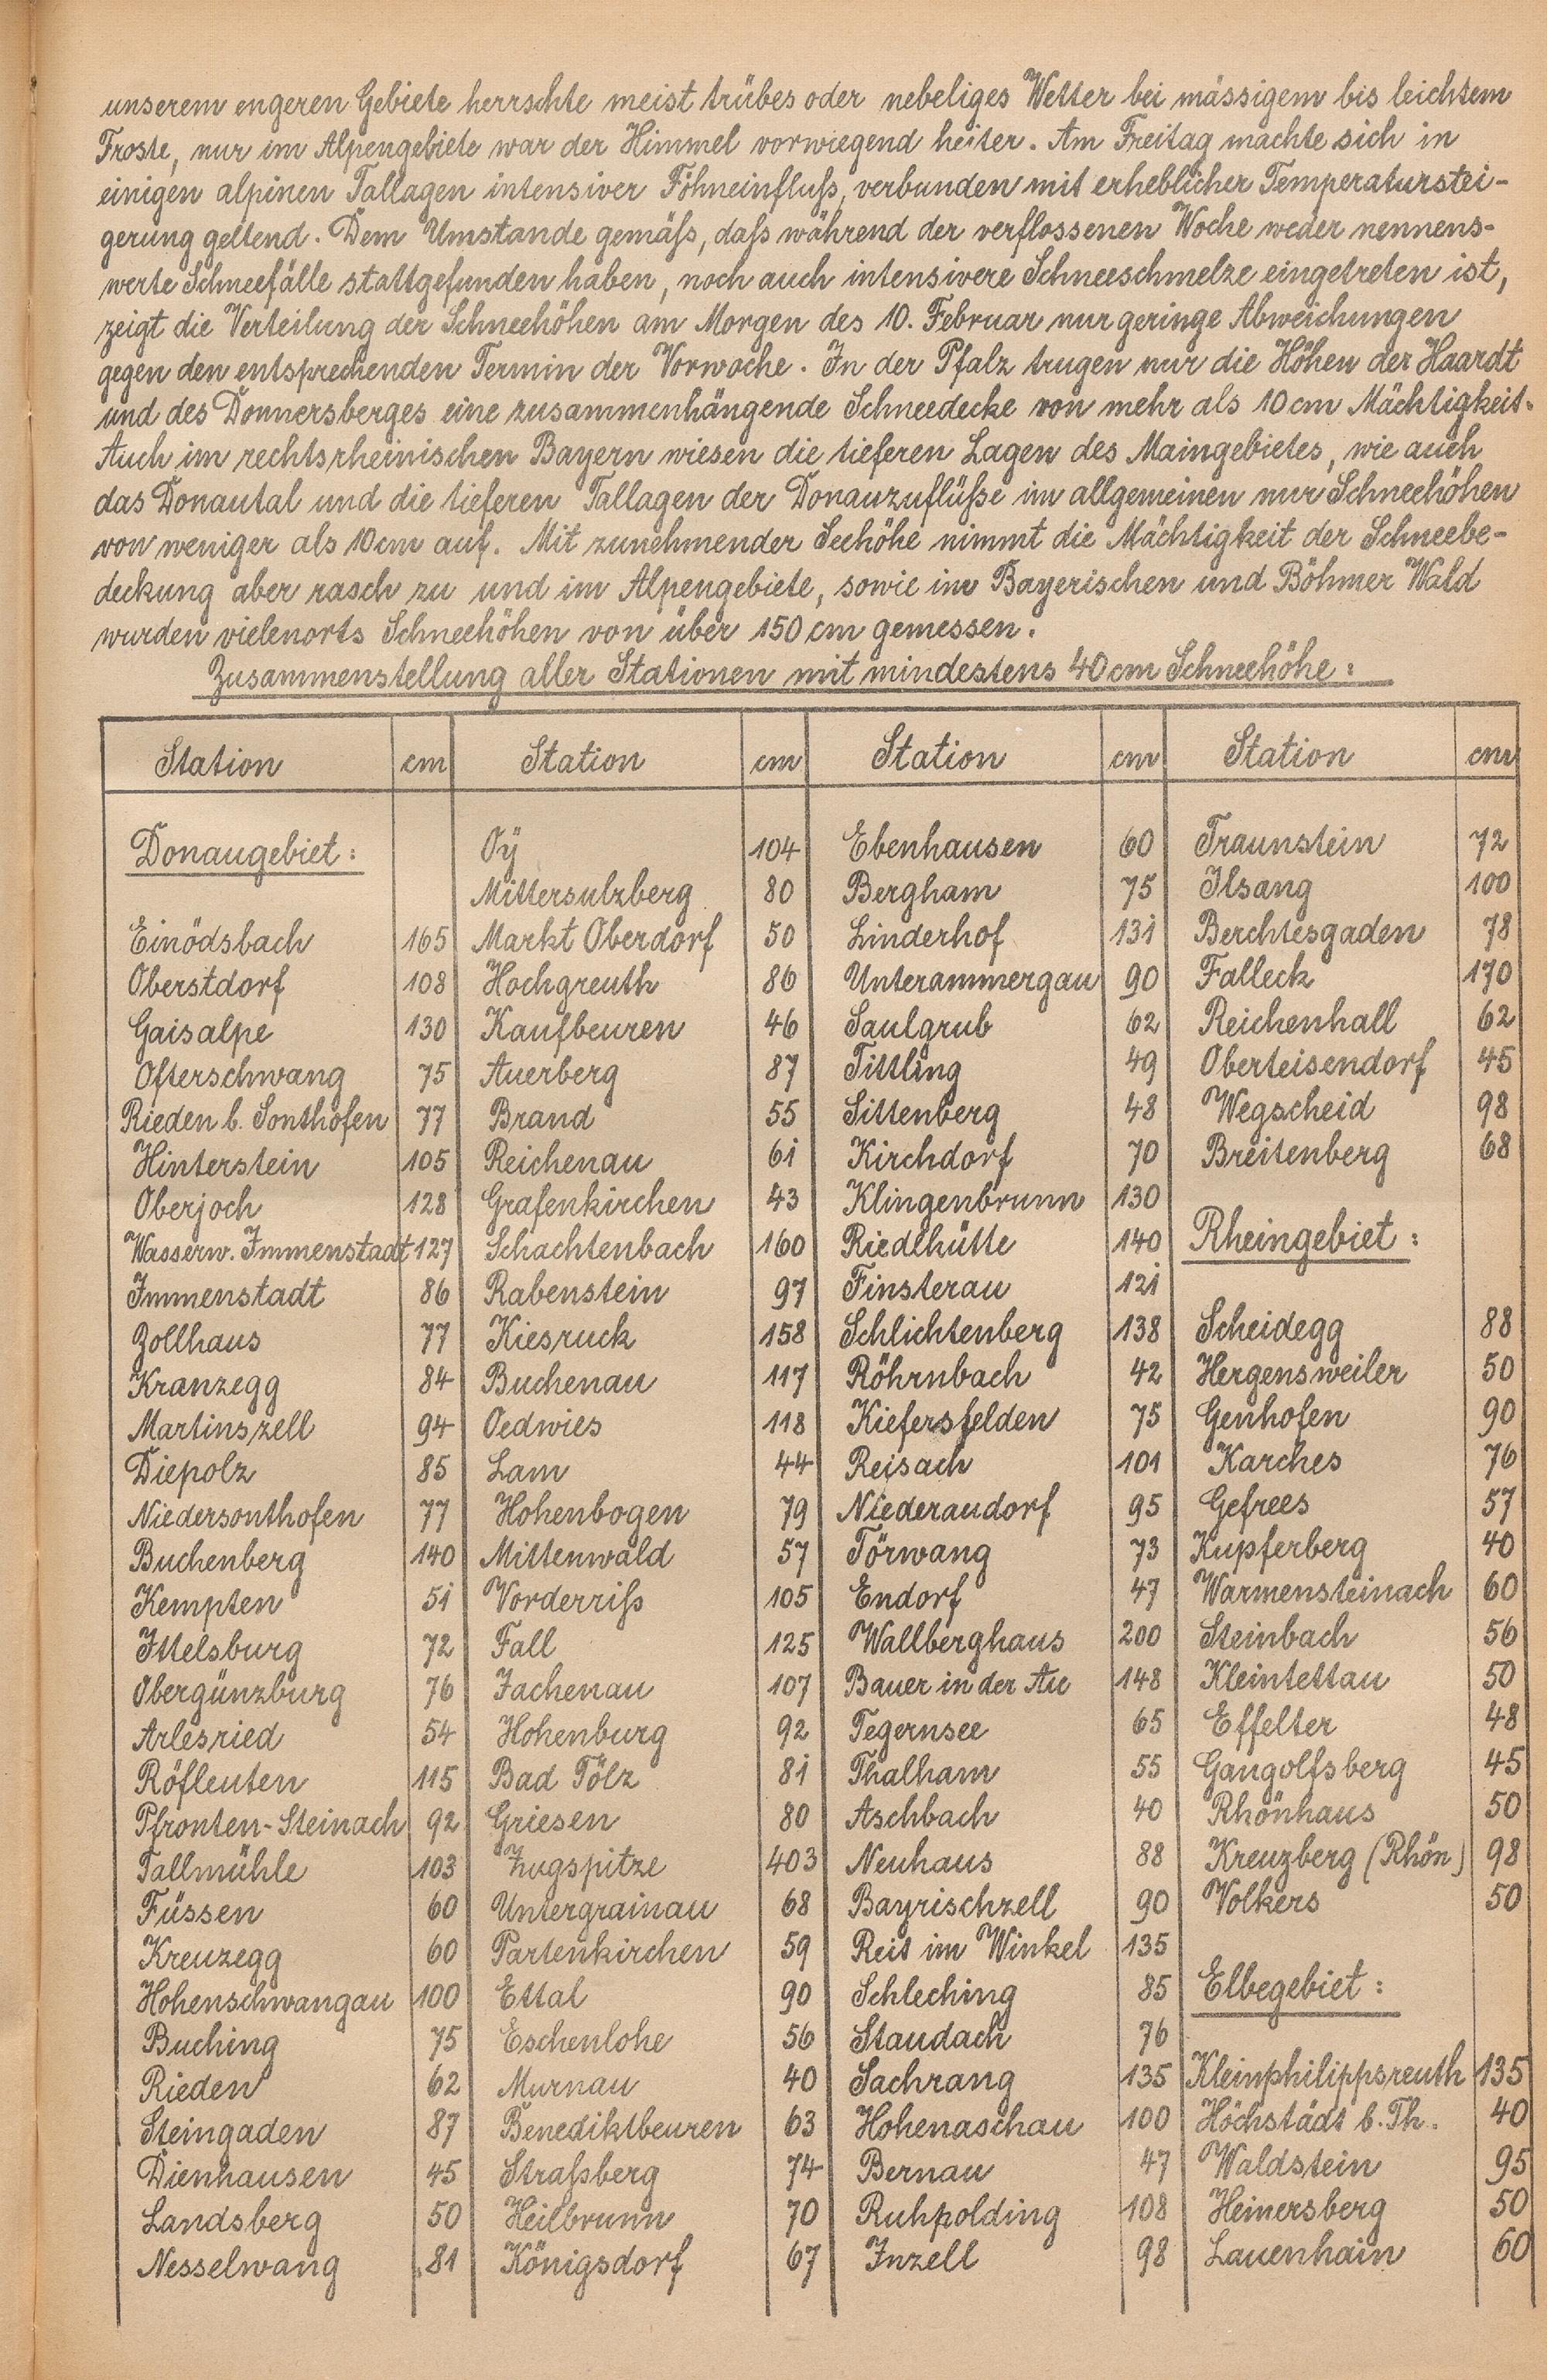 unserem engeren Gebiete herrschte meist trübes oder nebeliges Wetter bei mässigem bis leichtem
Froste, nur im Alpengebiete war der Himmel vorwiegend heiter. Am Freitag machte sich in
einigen alpinen Tallagen intensiver Föhneinfluß, verbunden mit erheblicher Temperaturstei-
gerung geltend. Dem Umstande gemäß, daß während der verflossenen Woche weder nennens-
werte Schneefälle stattgefunden haben, noch auch intensivere Schneeschmelze eingetreten ist,
zeigt die Verteilung der Schneehöhen am Morgen des 10. Februar nur geringe Abweichungen
gegen den entsprechenden Termin der Vorwoche. In der Pfalz trugen nur die Höhen der Haardt
und des Donnersberges eine zusammenhängende Schneedecke von mehr als 10 cm Mächtigkeit.
Auch im rechtsrheinischen Bayern wiesen die tieferen Lagen des Maingebietes, wie auch
das Donautal und die tieferen Tallagen der Donauzuflüße im allgemeinen nur Schneehöhen
von weniger als 10 cm auf. Mit zunehmender Seehöhe nimmt die Mächtigkeit der Schneebe-
deckung aber rasch zu und im Alpengebiete, sowie im Bayerischen und Böhmer Wald
wurden vielenorts Schneehöhen von über 150 cm gemessen.
Zusammenstellung aller Stationen mit mindestens 40 cm Schneehöhe:
Station cm Station cm Station cm Station cm
Donaugebiet: Oÿ 104 Ebenhausen 60 Traunstein 72
Mittersulzberg 80 Bergham 75 Ilsang 100
Einödsbach 165 Markt Oberdorf 50 Linderhof 131 Berchtesgaden 78
Oberstdorf 108 Hochgreuth 86 Unterammergau 90 Falleck 170
Gaisalpe 130 Kaufbeuren 46 Saulgrub 62 Reichenhall 62
Ofterschwang 75 Auerberg 87 Tittling 49 Oberteisendorf 45
Rieden b. Sonthofen 77 Brand 55 Sittenberg 48 Wegscheid 98
Hinterstein 105 Reichenau 61 Kirchdorf 70 Breitenberg 68
Oberjoch 128 Grafenkirchen 43 Klingenbrunn 130
Wasserw. Immenstadt 127 Schachtenbach 160 Riedlhütte 140 Rheingebiet:
Immenstadt 86 Rabenstein 97 Finsterau 121
Zollhaus 77 Kiesruck 158 Schlichtenberg 138 Scheidegg 88
Kranzegg 84 Buchenau 117 Röhrnbach 42 Hergensweiler 50
Martinszell 94 Oedwies 118 Kiefersfelden 75 Genhofen 90
Diepolz 85 Lam 44 Reisach 101 Karches 76
Niedersonthofen 77 Hohenbogen 79 Niederaudorf 95 Gefrees 57
Buchenberg 140 Mittenwald 57 Törwang 73 Kupferberg 40
Kempten 51 Vorderriß 105 Endorf 47 Warmensteinach 60
Ittelsburg 72 Fall 125 Wallberghaus 200 Steinbach 56
Obergünzburg 76 Jachenau 107 Bauer in der Au 148 Kleintettau 50
Arlesried 54 Hohenburg 92 Tegernsee 65 Effelter 48
Röfleuten 115 Bad Tölz 81 Thalham 55 Gangolfsberg 45
Pfronten-Steinach 92 Griesen 80 Aschbach 40 Rhönhaus 50
Fallmühle 103 Zugspitze 403 Neuhaus 88 Kreuzberg (Rhön) 98
Füssen 60 Untergrainau 68 Bayrischzell 90 Volkers 50
Kreuzegg 60 Partenkirchen 59 Reit im Winkel 135
Hohenschwangau 100 Ettal 90 Schleching 85 Elbegebiet:
Buching 75 Eschenlohe 56 Staudach 76
Rieden 62 Murnau 40 Sachrang 135 Kleinphilippsreuth 135
Steingaden 87 Benediktbeuren 63 Hohenaschau 100 Höchstädt b. Th. 40
Dienhausen 45 Straßberg 74 Bernau 47 Waldstein 95
Landsberg 50 Heilbrunn 70 Ruhpolding 108 Heinersberg 50
Nesselwang 81 Königsdorf 67 Inzell 98 Lauenhain 60